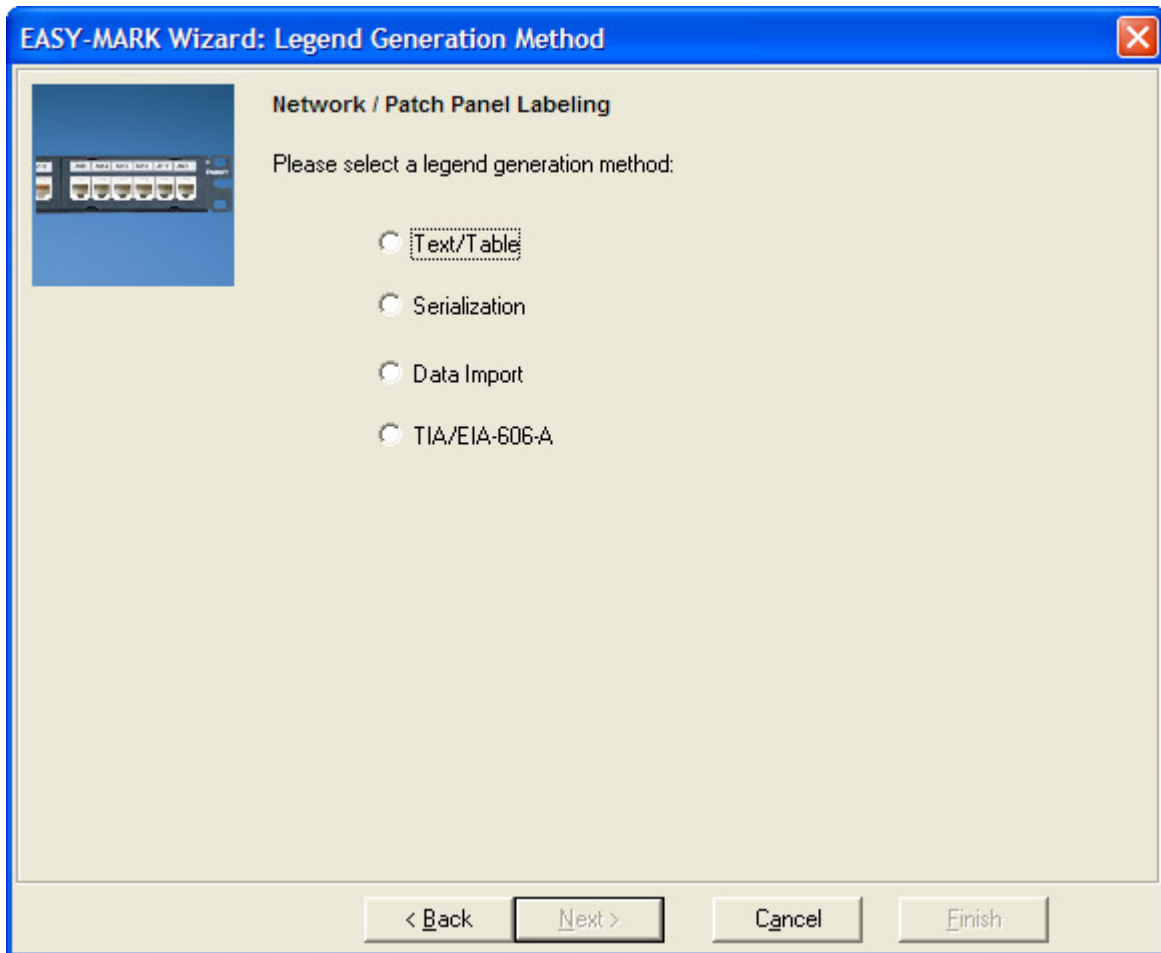 EASY-MARK Wizard: Legend Generation Method
Network / Patch Panel Labeling
Please select a legend generation method:
Text/Table
Serialization
Data Import
TIA/EIA-606-A
< Back
Next >
Cancel
Finish